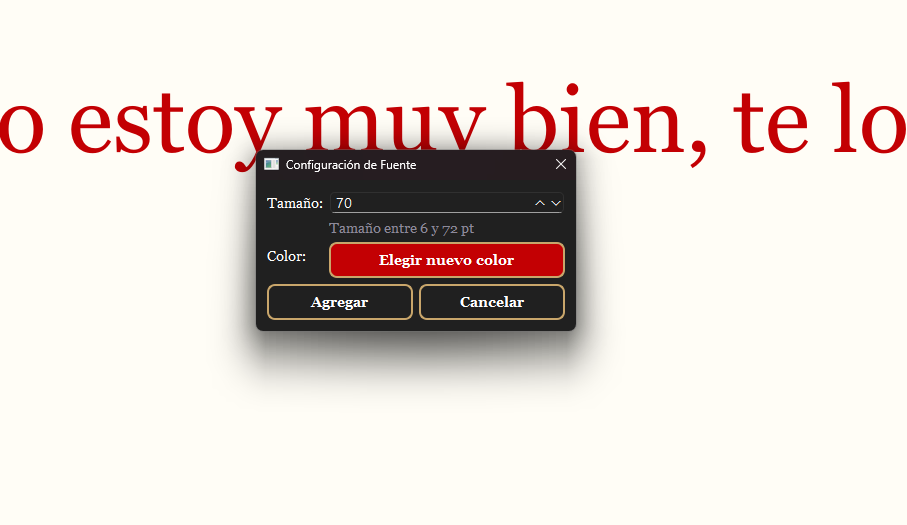 o estoy muy bien, te lo
Configuración de Fuente
Tamaño: 70
Tamaño entre 6 y 72 pt
Color: Elegir nuevo color
Agregar Cancelar